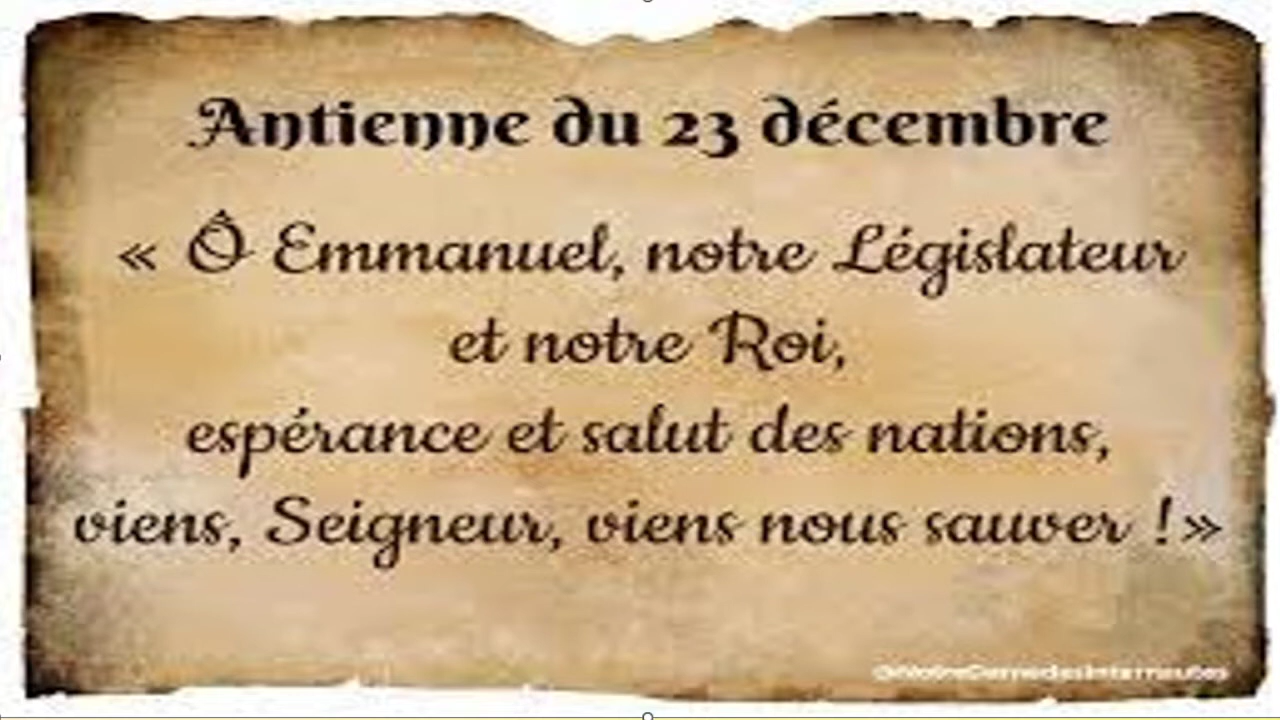 Antienne du 23 décembre
« Ô Emmanuel, notre Législateur
et notre Roi,
espérance et salut des nations,
viens, Seigneur, viens nous sauver !»
@NotreDamedesInternautes